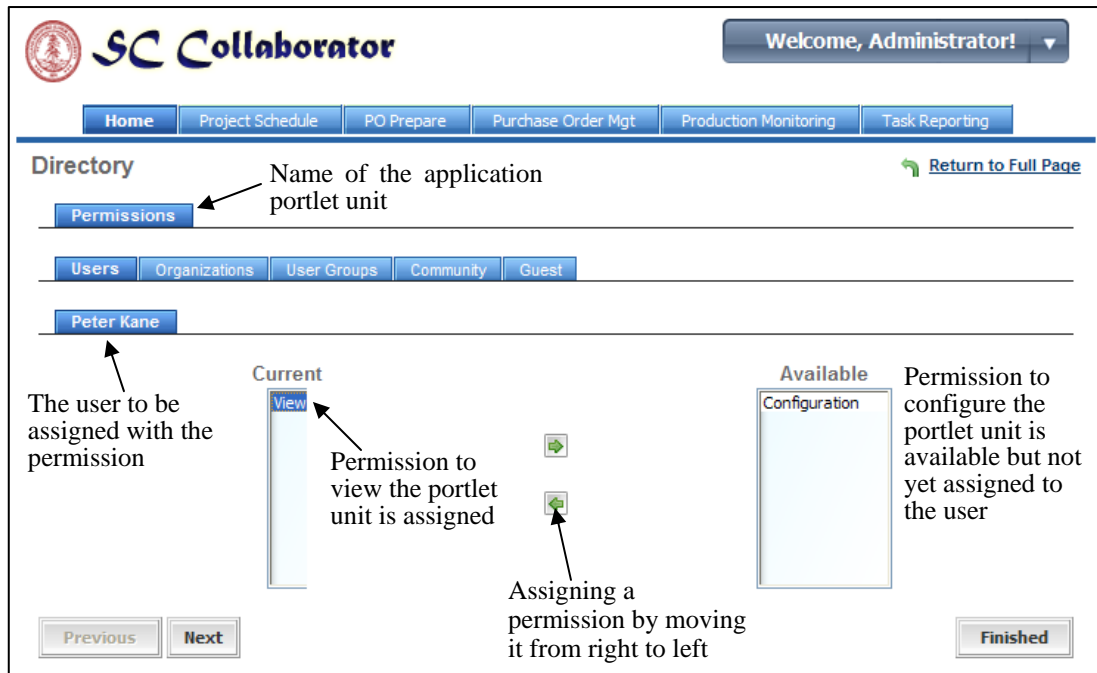 SC Collaborator
Welcome, Administrator!
Home Project Schedule PO Prepare Purchase Order Mgt Production Monitoring Task Reporting
Directory
Return to Full Page
Name of the application
portlet unit
Permissions
Users Organizations User Groups Community Guest
Peter Kane
The user to be
assigned with the
permission
Current
View
Permission to
view the portlet
unit is assigned
Assigning a
permission by moving
it from right to left
Available
Configuration
Permission to
configure the
portlet unit is
available but not
yet assigned to
the user
Previous Next
Finished